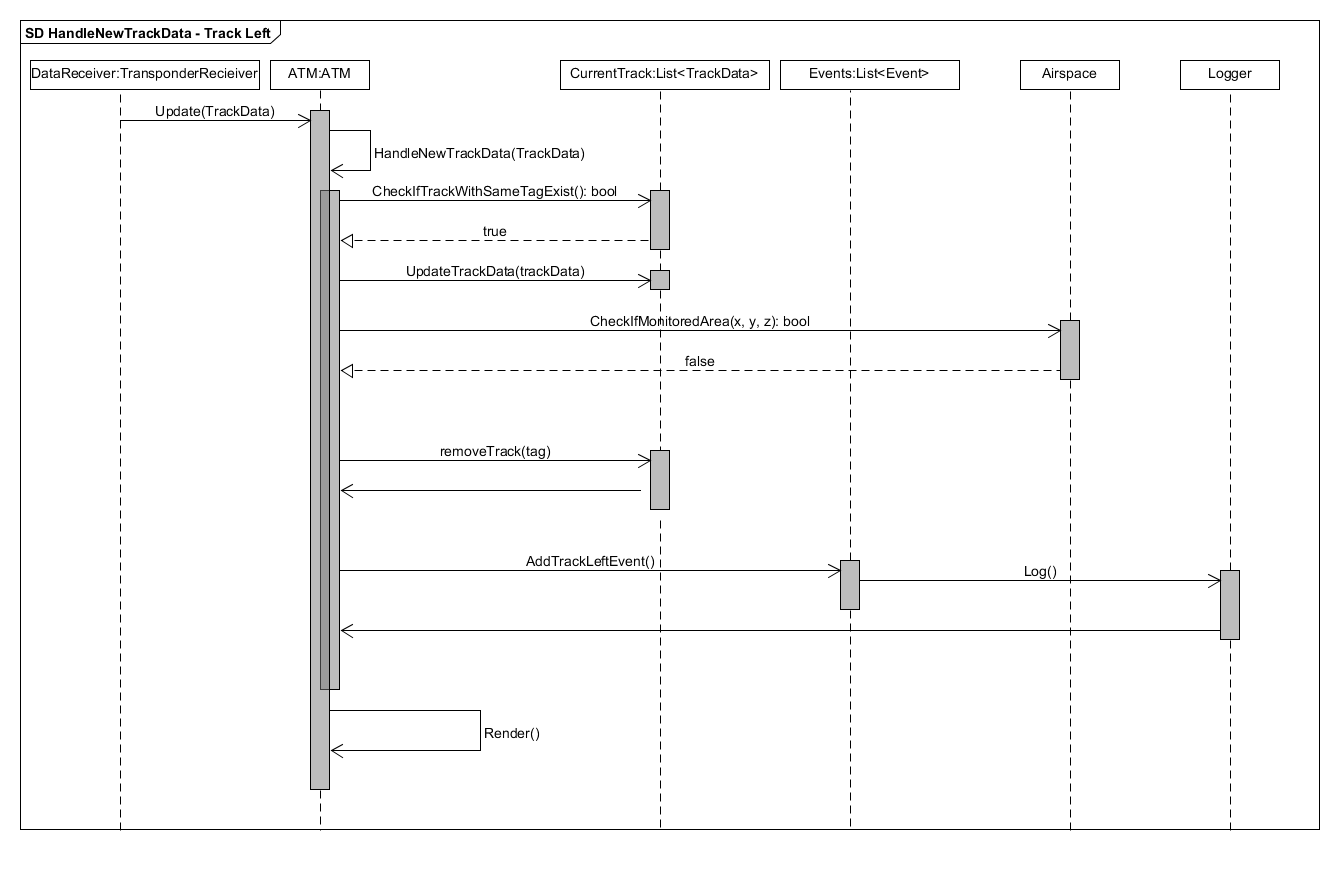 SD HandleNewTrackData - Track Left
DataReceiver:TransponderRecieiver
ATM:ATM
CurrentTrack:List<TrackData>
Events:List<Event>
Airspace
Logger
Update(TrackData)
HandleNewTrackData(TrackData)
CheckIfTrackWithSameTagExist(): bool
true
UpdateTrackData(trackData)
CheckIfMonitoredArea(x, y, z): bool
false
removeTrack(tag)
AddTrackLeftEvent()
Log()
Render()